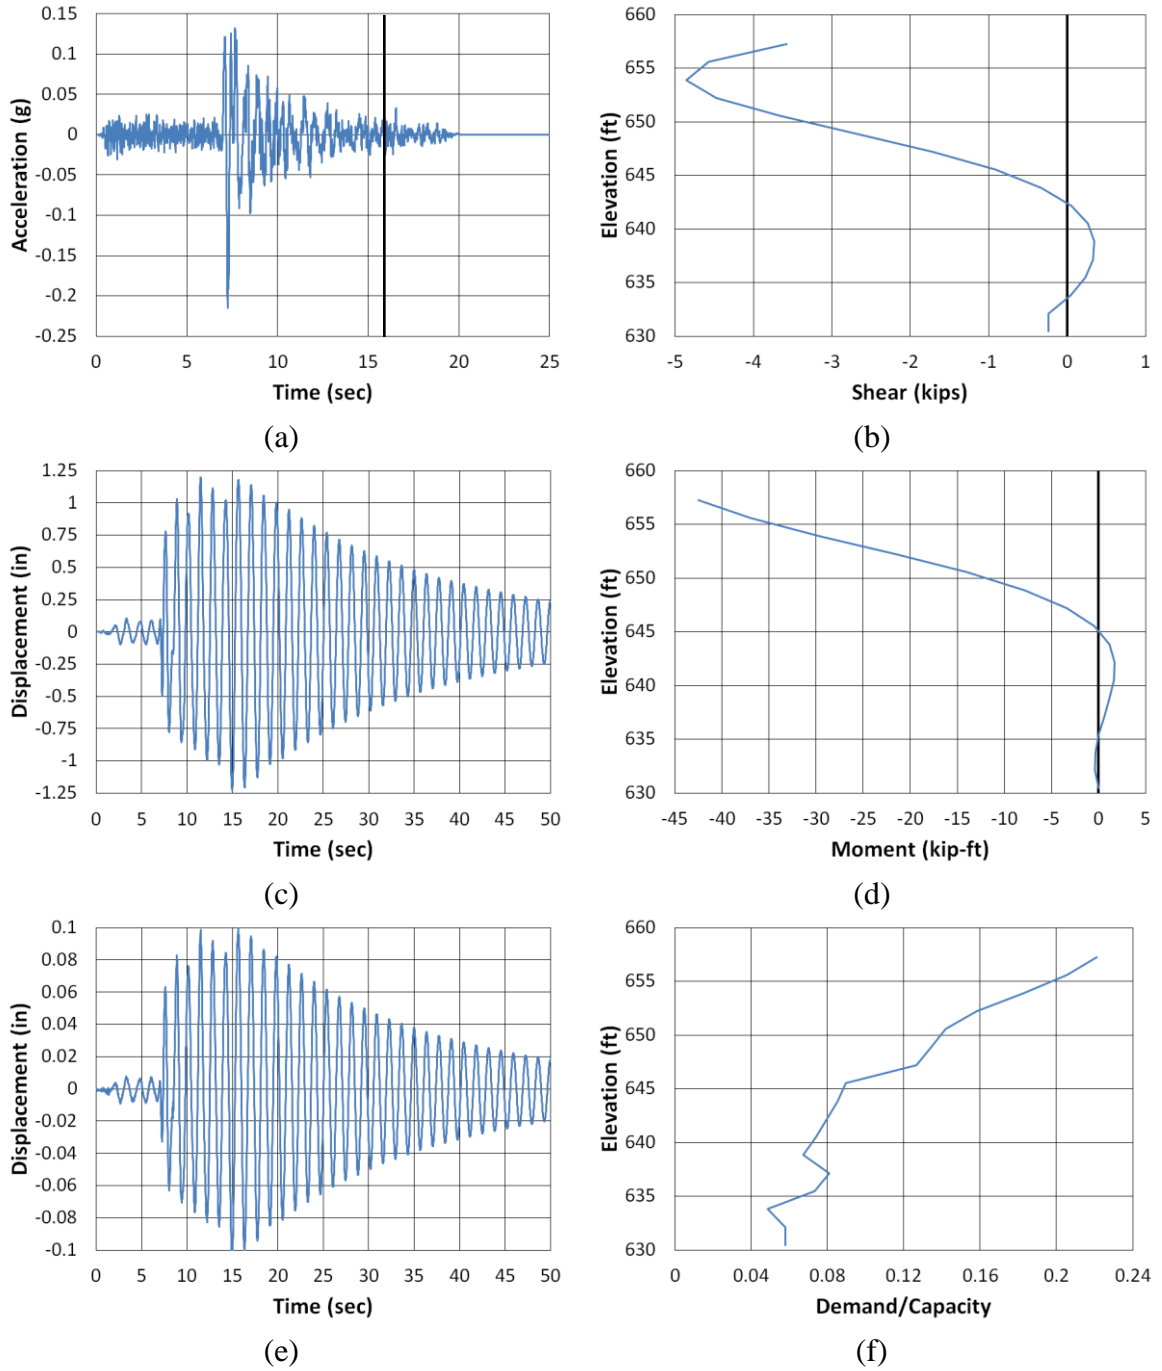 0.15
0.1
0.05
0
-0.05
-0.1
-0.15
-0.2
-0.25
Acceleration (g)
0 5 10 15 20 25
Time (sec)
(a)
660
655
650
645
640
635
630
Elevation (ft)
-5 -4 -3 -2 -1 0 1
Shear (kips)
(b)
1.25
1
0.75
0.5
0.25
0
-0.25
-0.5
-0.75
-1
-1.25
Displacement (in)
0 5 10 15 20 25 30 35 40 45 50
Time (sec)
(c)
660
655
650
645
640
635
630
Elevation (ft)
-45 -40 -35 -30 -25 -20 -15 -10 -5 0 5
Moment (kip-ft)
(d)
0.1
0.08
0.06
0.04
0.02
0
-0.02
-0.04
-0.06
-0.08
-0.1
Displacement (in)
0 5 10 15 20 25 30 35 40 45 50
Time (sec)
(e)
660
655
650
645
640
635
630
Elevation (ft)
0 0.04 0.08 0.12 0.16 0.2 0.24
Demand/Capacity
(f)